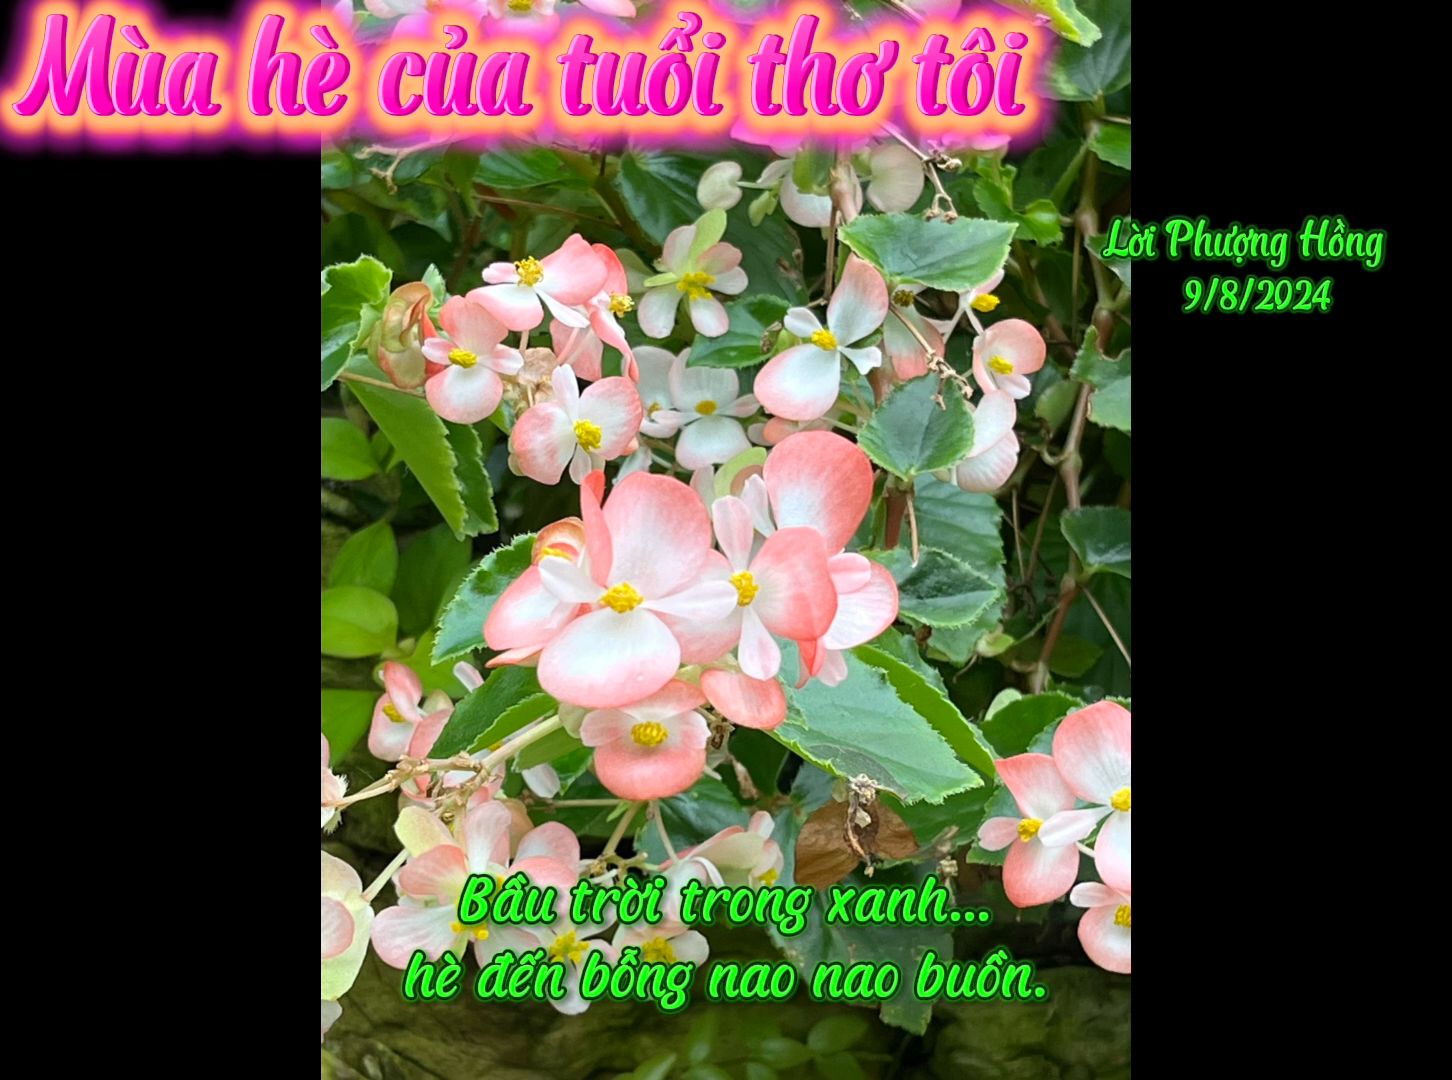 Mùa hè của tuổi thơ tôi
Lời Phượng Hồng
9/8/2024
Bầu trời trong xanh...
hè đến bỗng nao nao buồn.